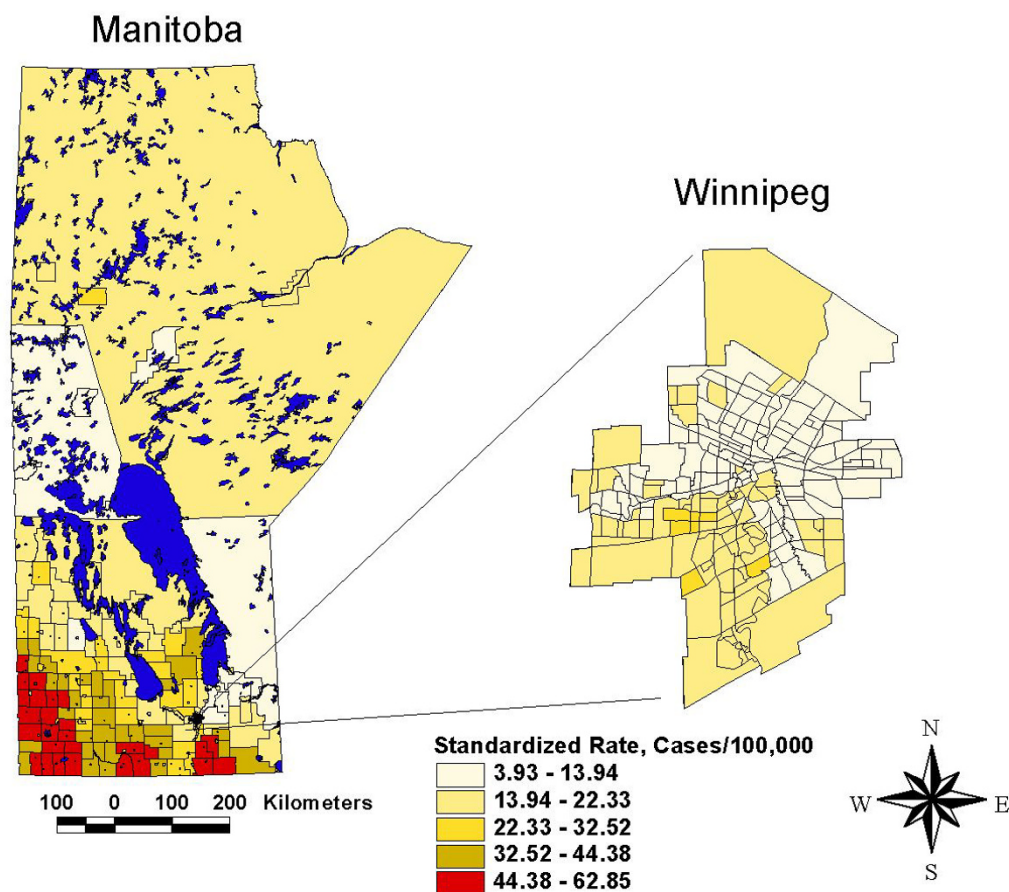 Manitoba
Winnipeg
Standardized Rate, Cases/100,000
3.93 - 13.94
13.94 - 22.33
22.33 - 32.52
32.52 - 44.38
44.38 - 62.85
100 0 100 200 Kilometers
N
W E
S